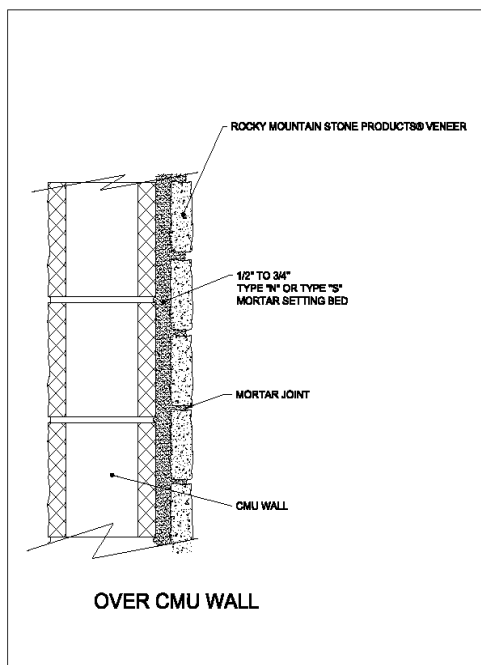 ROCKY MOUNTAIN STONE PRODUCTS® VENEER
1/2" TO 3/4"
TYPE "N" OR TYPE "S"
MORTAR SETTING BED
MORTAR JOINT
CMU WALL
OVER CMU WALL